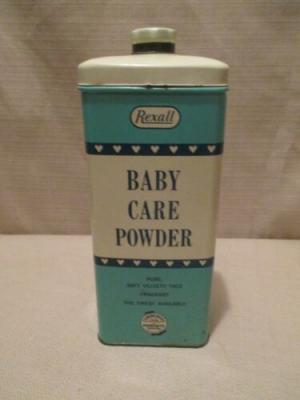 Rexall
BABY
CARE
POWDER
PURE,
SOFT VELVETY TALC
FRAGRANT
THE FINEST AVAILABLE